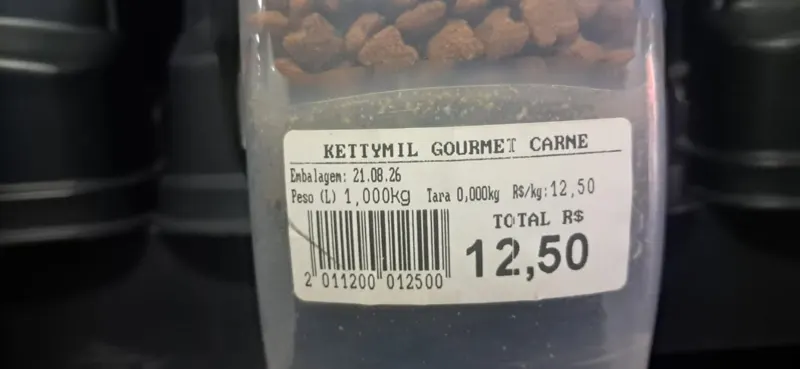 KETTYMIL GOURMET CARNE
Embalagem: 21.08.26
Peso (L) 1,000kg Tara 0,000kg R$/kg:12,50
TOTAL R$
12,50
2 011200 012500